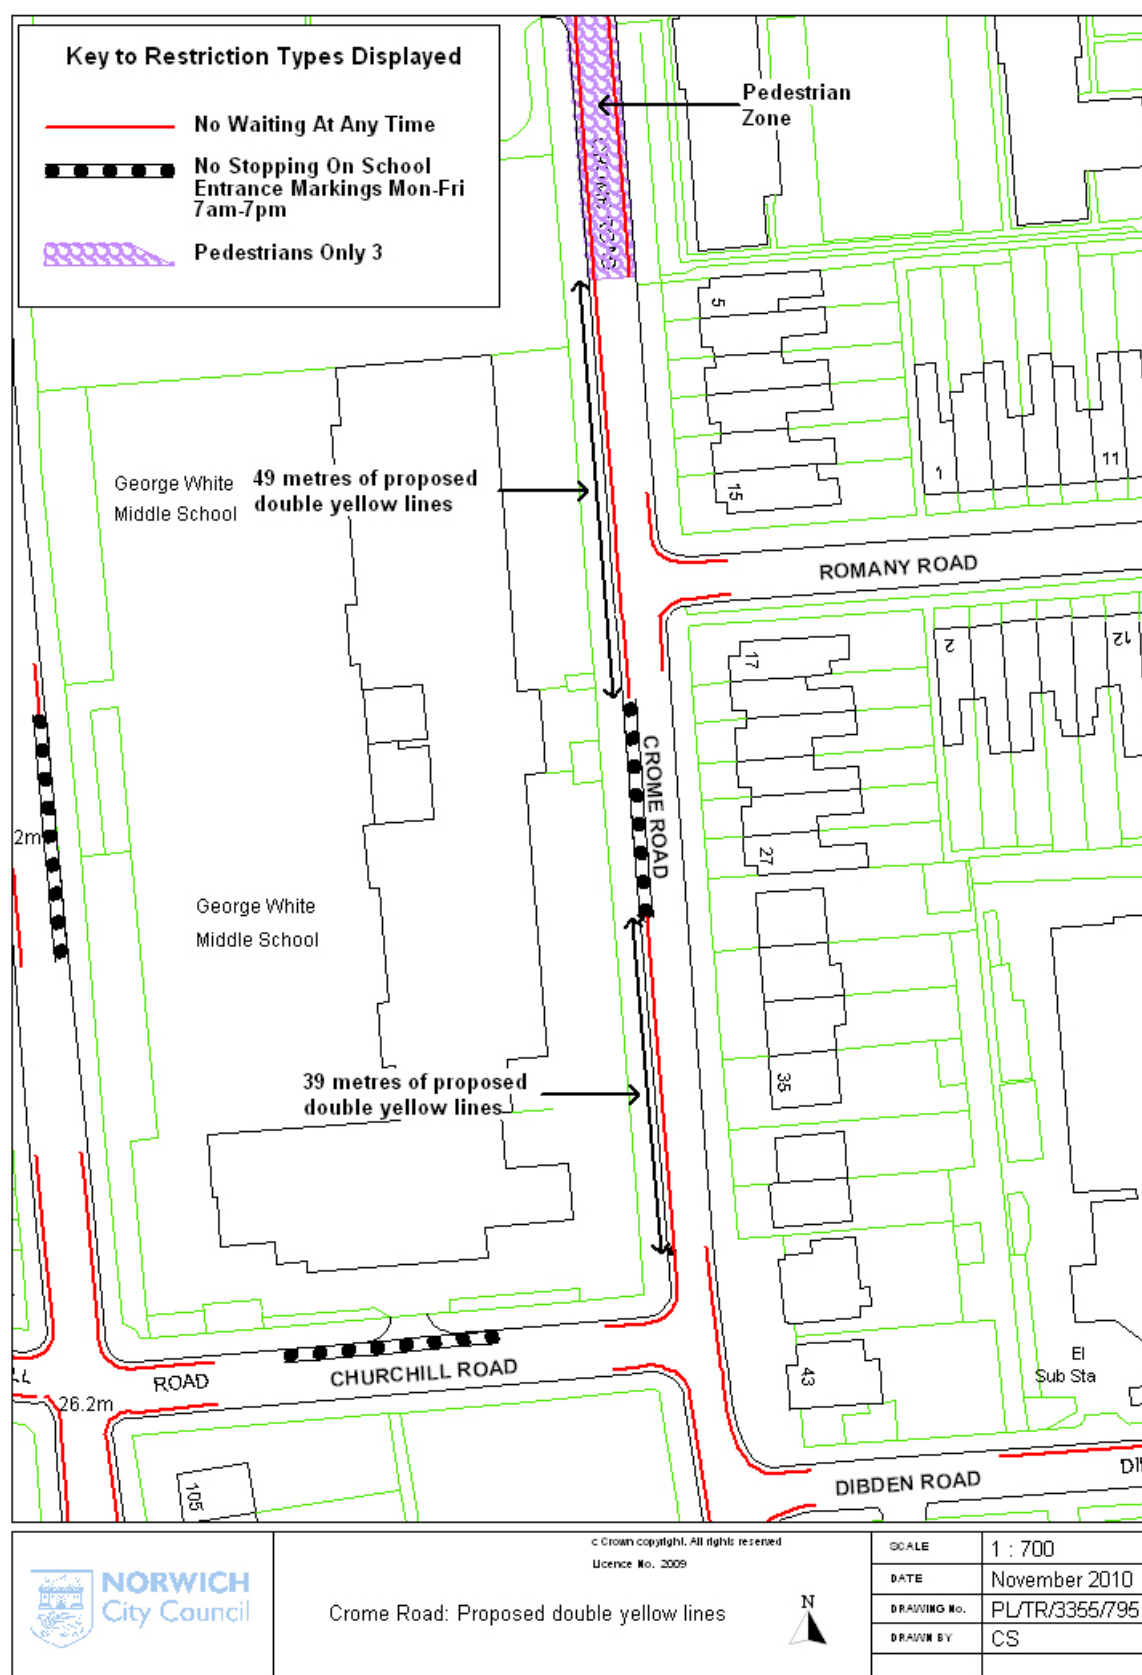 Key to Restriction Types Displayed
No Waiting At Any Time
No Stopping On School
Entrance Markings Mon-Fri
7am-7pm
Pedestrians Only 3
Pedestrian
Zone
CROME ROAD
5
15
1
11
George White
Middle School
49 metres of proposed
double yellow lines
ROMANY ROAD
17
2
12
CROME ROAD
27
2m
George White
Middle School
35
39 metres of proposed
double yellow lines
43
El
Sub Sta
ROAD
CHURCHILL ROAD
26.2m
105
DIBDEN ROAD
NORWICH
City Council
c Crown copyright. All rights reserved
Licence No. 2009
Crome Road: Proposed double yellow lines
N
SCALE
1 : 700
DATE
November 2010
DRAWING No.
PL/TR/3355/795
DRAWN BY
CS